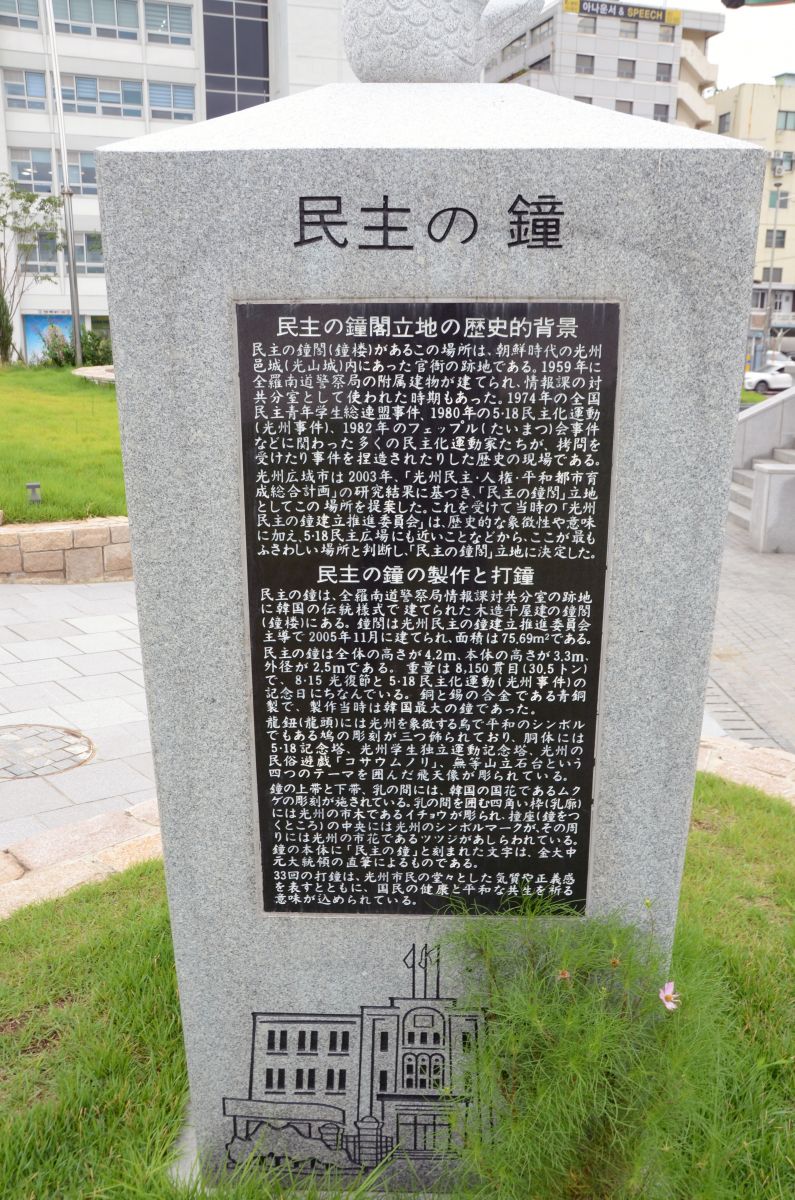 아나운서 & SPEECH
民主の鐘
民主の鐘閣立地の歴史的背景
民主の鐘閣(鐘楼)があるこの場所は、朝鮮時代の光州
邑城(光山城)内にあった官衙の跡地である。1959年に
全羅南道警察局の附属建物が建てられ、情報課の対
共分室として使われた時期もあった。1974年の全国
民主青年学生総連盟事件、1980年の5·18民主化運動
(光州事件)、1982年のフェップル(たいまつ)会事件
などに関わった多くの民主化運動家たちが、拷問を
受けたり事件を捏造されたりした歴史の現場である。
光州広域市は2003年、「光州民主·人権·平和都市育
成総合計画」の研究結果に基づき、「民主の鐘閣」立地
としてこの場所を提案した。これを受けて当時の「光州
民主の鐘建立推進委員会」は、歴史的な象徴性や意味
に加え、5·18民主広場にも近いことなどから、ここが最も
ふさわしい場所と判断し、「民主の鐘閣」立地に決定した。
民主の鐘の製作と打鐘
民主の鐘は、全羅南道警察局情報課対共分室の跡地
に韓国の伝統様式で建てられた木造平屋建の鐘閣
(鐘楼)にある。鐘閣は光州民主の鐘建立推進委員会
主導で2005年11月に建てられ、面積は75,69m²である。
民主の鐘は全体の高さが4.2m、本体の高さが3.3m、
外径が2.5mである。重量は8,150貫目(30,5トン)
で、8·15光復節と5·18民主化運動(光州事件)の
記念日にちなんでいる。銅と錫の合金である青銅
製で、製作当時は韓国最大の鐘であった。
龍鈕(龍頭)には光州を象徴する鳥で平和のシンボル
でもある鳩の彫刻が三つ飾られており、胴体には
5·18記念塔、光州学生独立運動記念塔、光州の
民俗遊戯「コサウムノリ」、無等山立石台という
四つのテーマを囲んだ飛天像が彫られている。
鐘の上帯と下帯、乳の間には、韓国の国花であるムク
ゲの彫刻が施されている。乳の間を囲む四角い枠(乳廓)
には光州の市木であるイチョウが彫られ、撞座(鐘をつ
くところ)の中央には光州のシンボルマークが、その周
りには光州の市花であるツツジがあしらわれている。
鐘の本体に「民主の鐘」と刻まれた文字は、金大中
元大統領の直筆によるものである。
33回の打鐘は、光州市民の堂々とした気質や正義感
を表すとともに、国民の健康と平和な共生を祈る
意味が込められている。